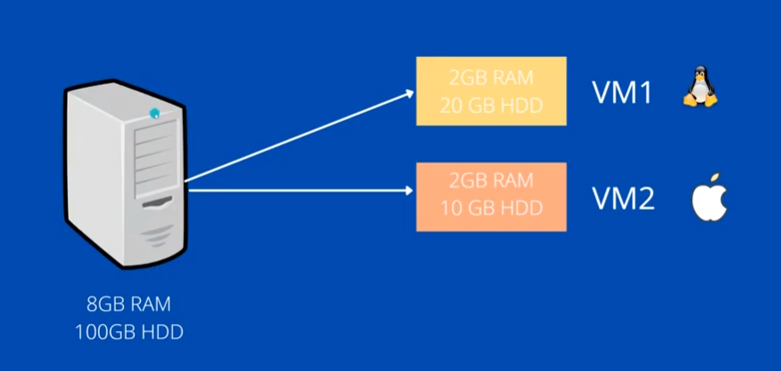 2GB RAM
20 GB HDD
VM1
2GB RAM
10 GB HDD
VM2
8GB RAM
100GB HDD